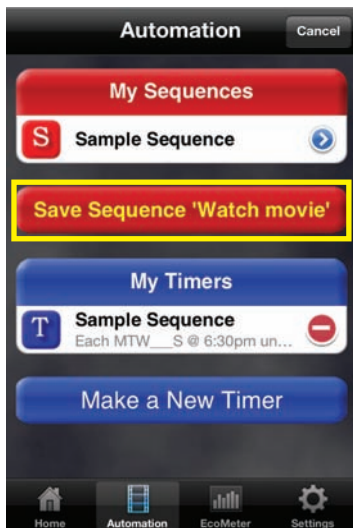 Automation
Cancel
My Sequences
S
Sample Sequence
Save Sequence 'Watch movie'
My Timers
T
Sample Sequence
Each MTW___S @ 6:30pm un...
Make a New Timer
Home
Automation
EcoMeter
Settings